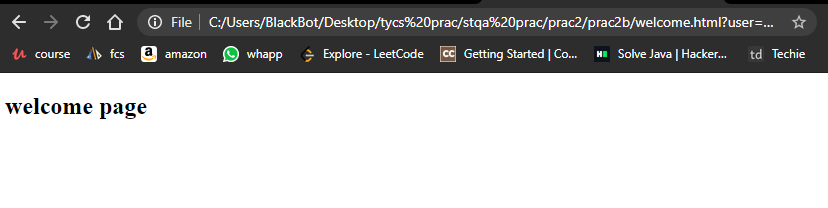 File C:/Users/BlackBot/Desktop/tycs%20prac/stqa%20prac/prac2/prac2b/welcome.html?user=...
course fcs amazon whapp Explore - LeetCode Getting Started | Co... Solve Java | Hacker... td Techie
welcome page